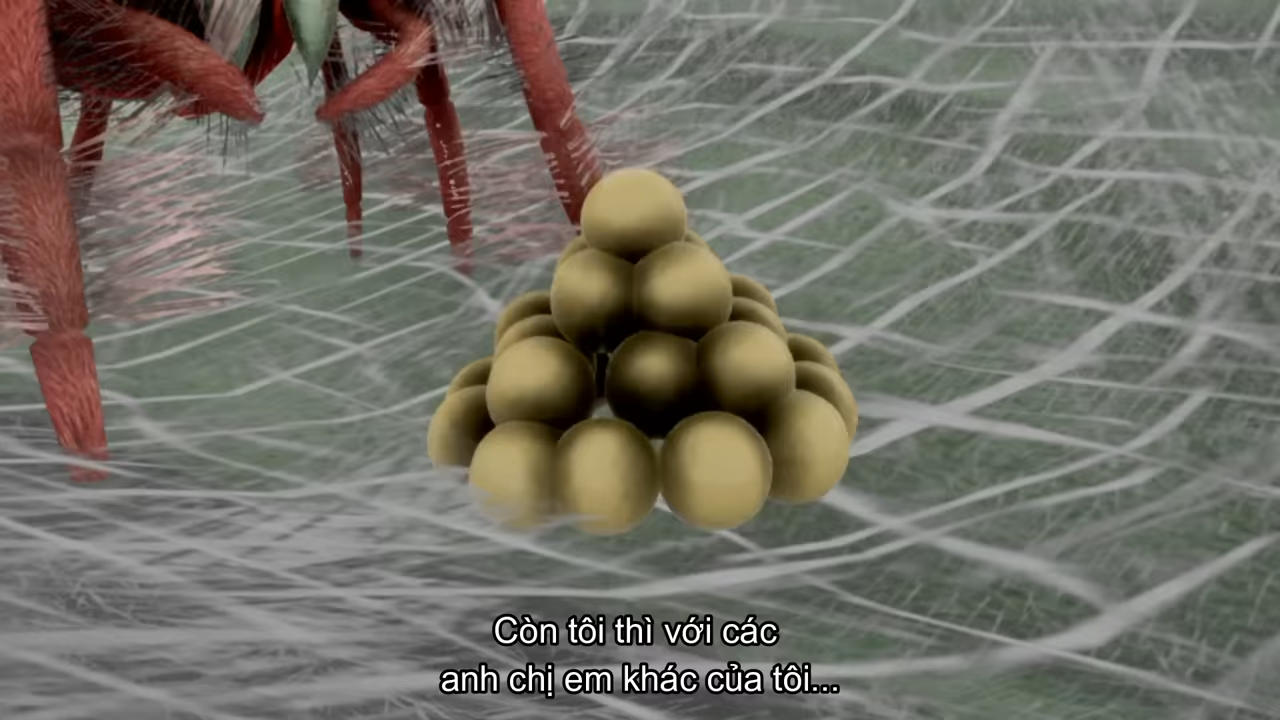 Còn tôi thì với các
anh chị em khác của tôi...